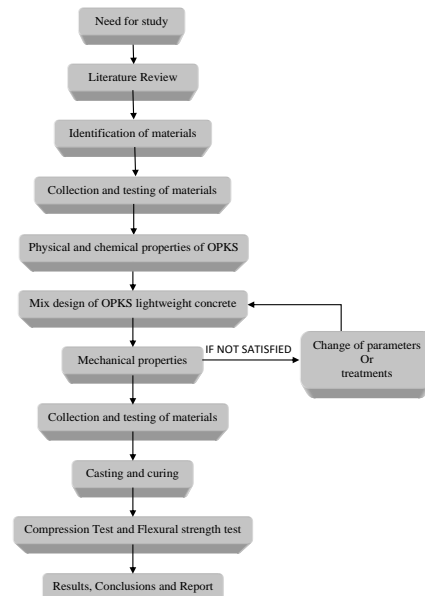 Need for study
Literature Review
Identification of materials
Collection and testing of materials
Physical and chemical properties of OPKS
Mix design of OPKS lightweight concrete
Mechanical properties
IF NOT SATISFIED
Change of parameters
Or
treatments
Collection and testing of materials
Casting and curing
Compression Test and Flexural strength test
Results, Conclusions and Report